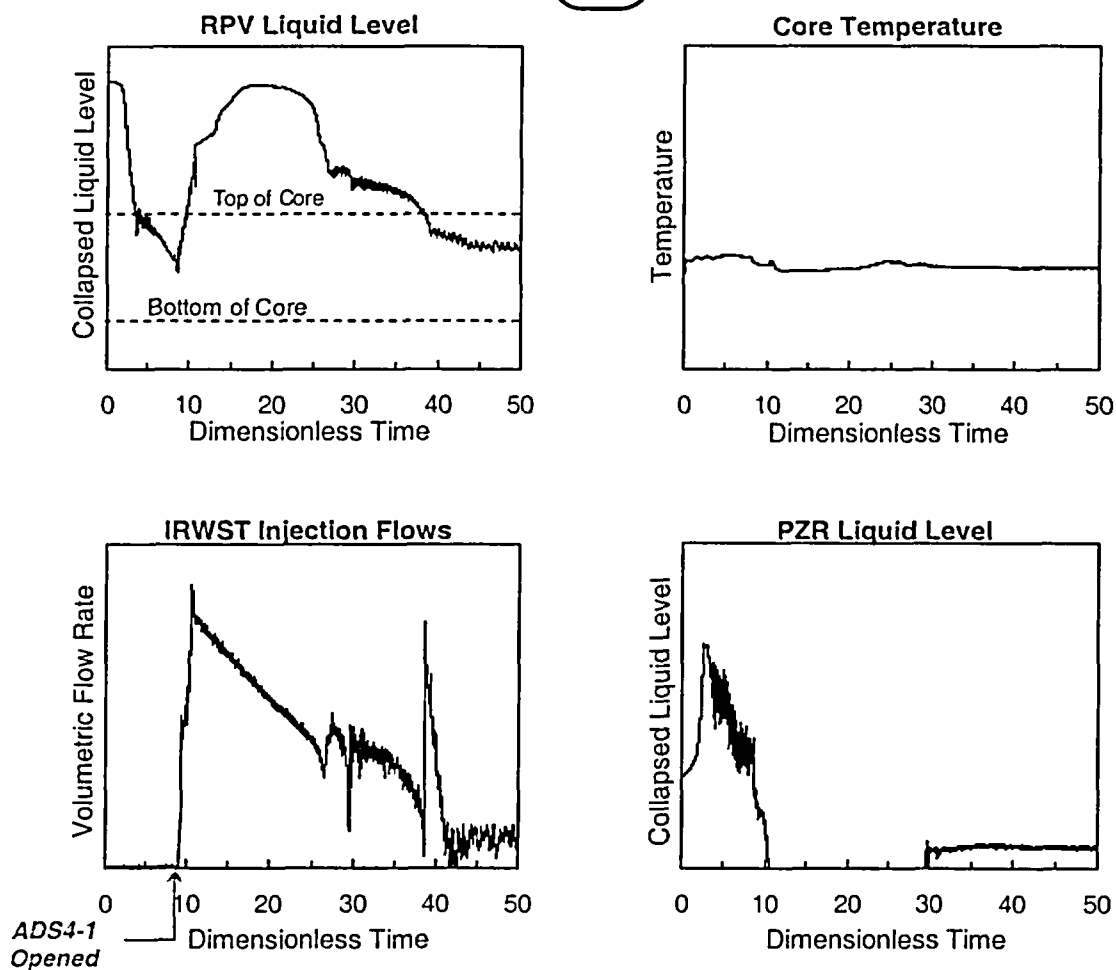 RPV Liquid Level
Collapsed Liquid Level
Top of Core
Bottom of Core
0 10 20 30 40 50
Dimensionless Time
Core Temperature
Temperature
0 10 20 30 40 50
Dimensionless Time
IRWST Injection Flows
Volumetric Flow Rate
0 10 20 30 40 50
Dimensionless Time
ADS4-1
Opened
PZR Liquid Level
Collapsed Liquid Level
0 10 20 30 40 50
Dimensionless Time